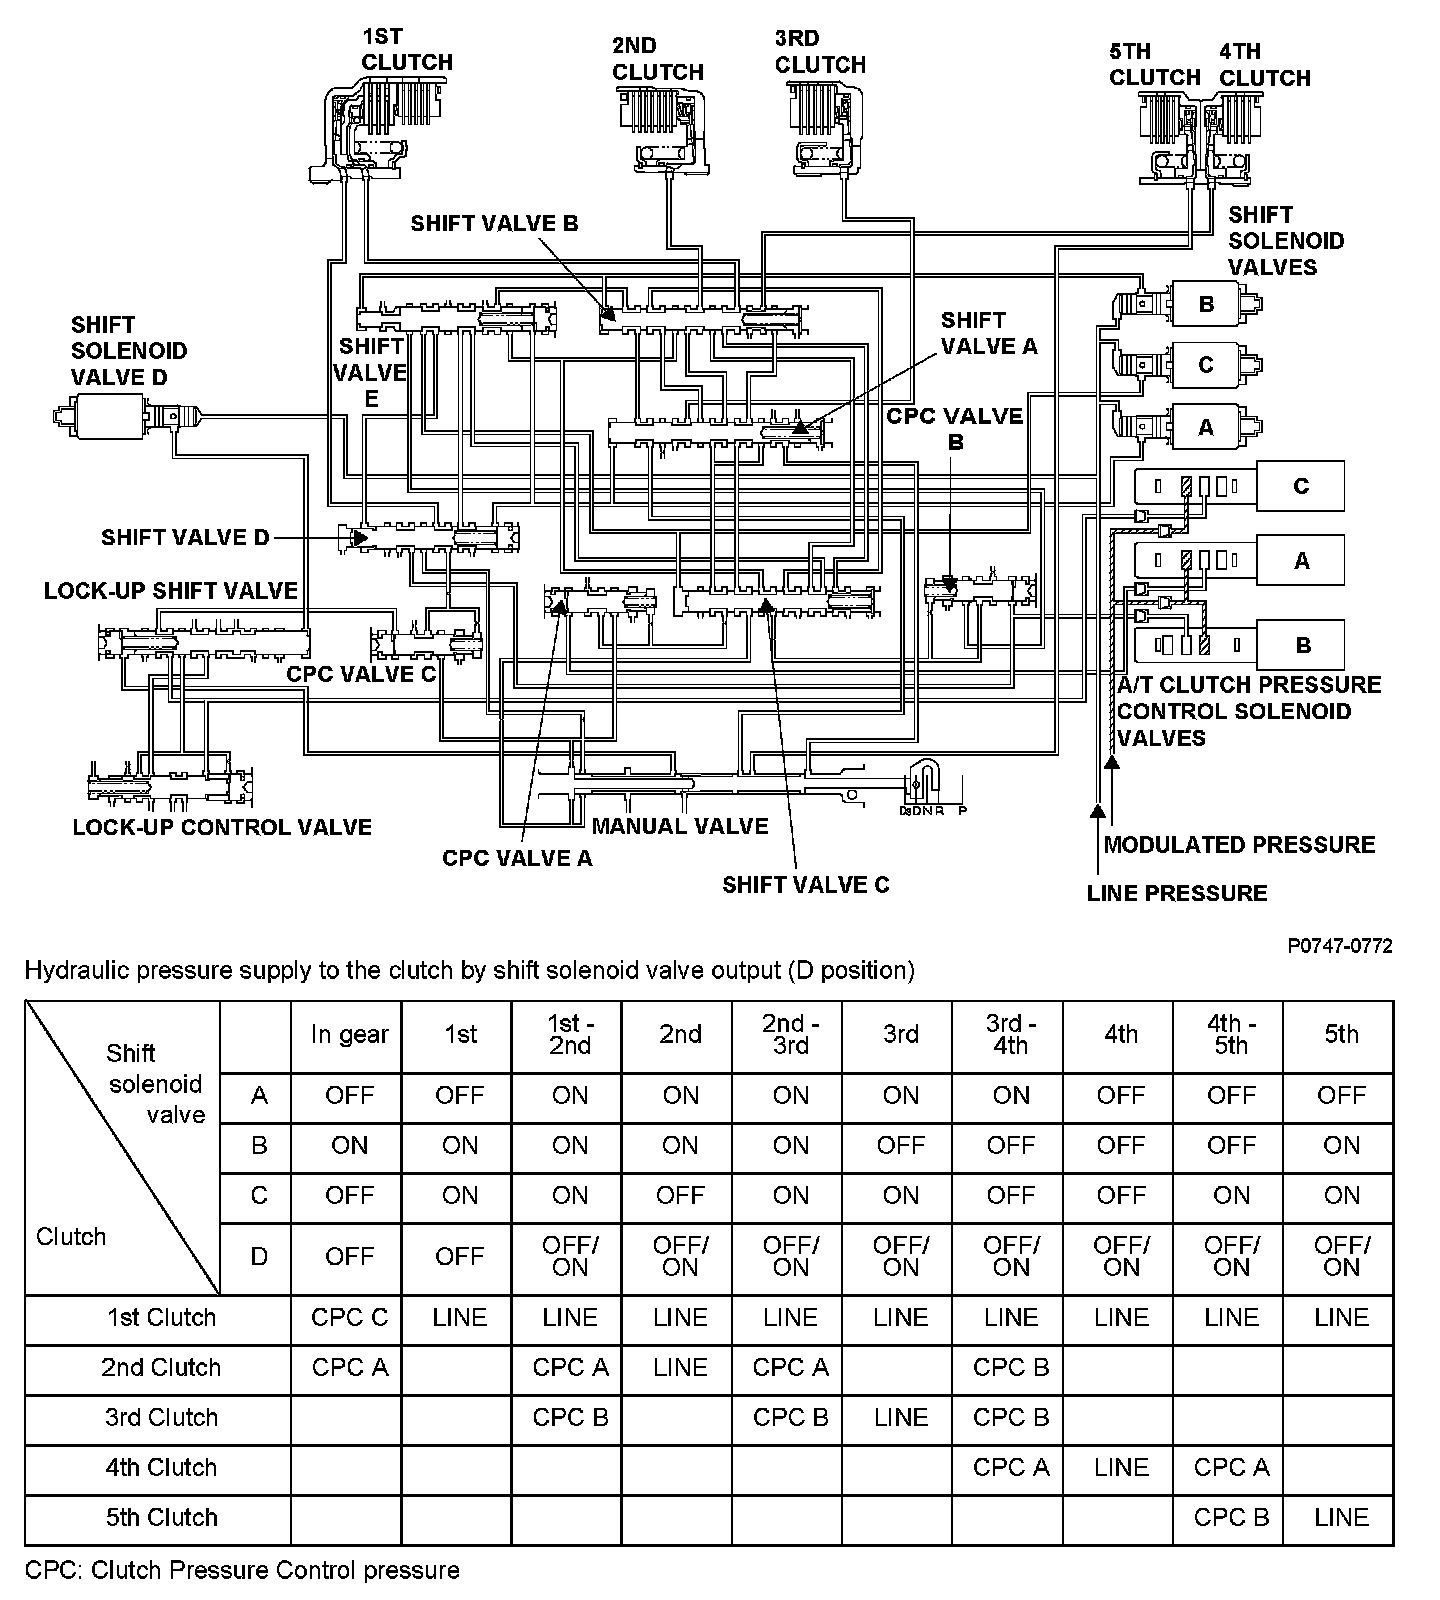 1ST
CLUTCH
2ND
CLUTCH
3RD
CLUTCH
5TH
CLUTCH
4TH
CLUTCH
SHIFT VALVE B
SHIFT
SOLENOID
VALVES
B
C
A
SHIFT
SOLENOID
VALVE D
SHIFT
VALVE
E
SHIFT
VALVE A
CPC VALVE
B
C
A
B
SHIFT VALVE D
LOCK-UP SHIFT VALVE
CPC VALVE C
A/T CLUTCH PRESSURE
CONTROL SOLENOID
VALVES
LOCK-UP CONTROL VALVE
MANUAL VALVE
D3DNR P
CPC VALVE A
SHIFT VALVE C
MODULATED PRESSURE
LINE PRESSURE
P0747-0772
Hydraulic pressure supply to the clutch by shift solenoid valve output (D position)
Shift
solenoid
valve
Clutch
In gear 1st 1st - 2nd 2nd 2nd - 3rd 3rd 3rd - 4th 4th 4th - 5th 5th
A OFF OFF ON ON ON ON ON OFF OFF OFF
B ON ON ON ON ON OFF OFF OFF OFF ON
C OFF ON ON OFF ON ON OFF OFF ON ON
D OFF OFF OFF/ON OFF/ON OFF/ON OFF/ON OFF/ON OFF/ON OFF/ON OFF/ON
1st Clutch CPC C LINE LINE LINE LINE LINE LINE LINE LINE LINE
2nd Clutch CPC A CPC A LINE CPC A CPC B
3rd Clutch CPC B CPC B LINE CPC B
4th Clutch CPC A LINE CPC A
5th Clutch CPC B LINE
CPC: Clutch Pressure Control pressure